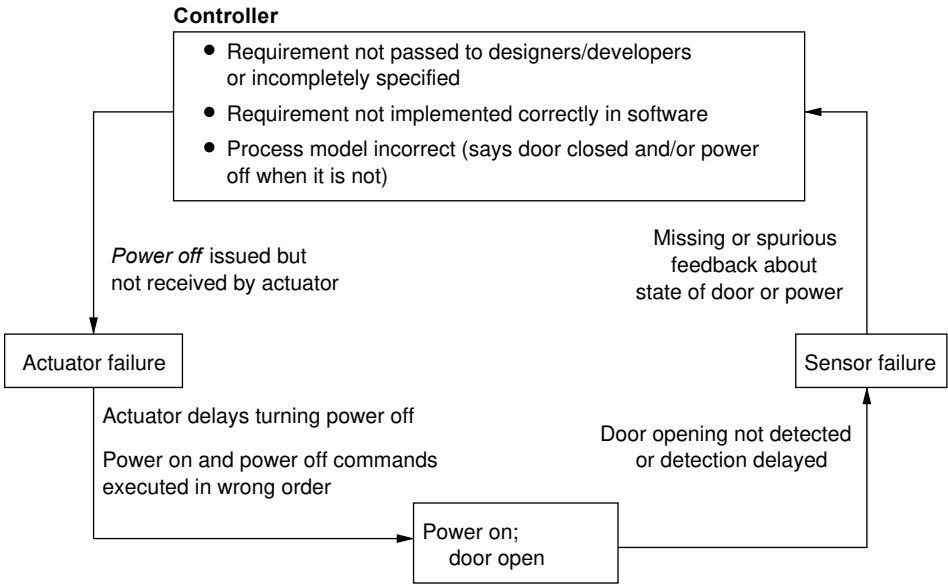 Controller
● Requirement not passed to designers/developers
or incompletely specified
● Requirement not implemented correctly in software
● Process model incorrect (says door closed and/or power
off when it is not)
Power off issued but
not received by actuator
Missing or spurious
feedback about
state of door or power
Actuator failure
Sensor failure
Actuator delays turning power off
Power on and power off commands
executed in wrong order
Door opening not detected
or detection delayed
Power on;
door open